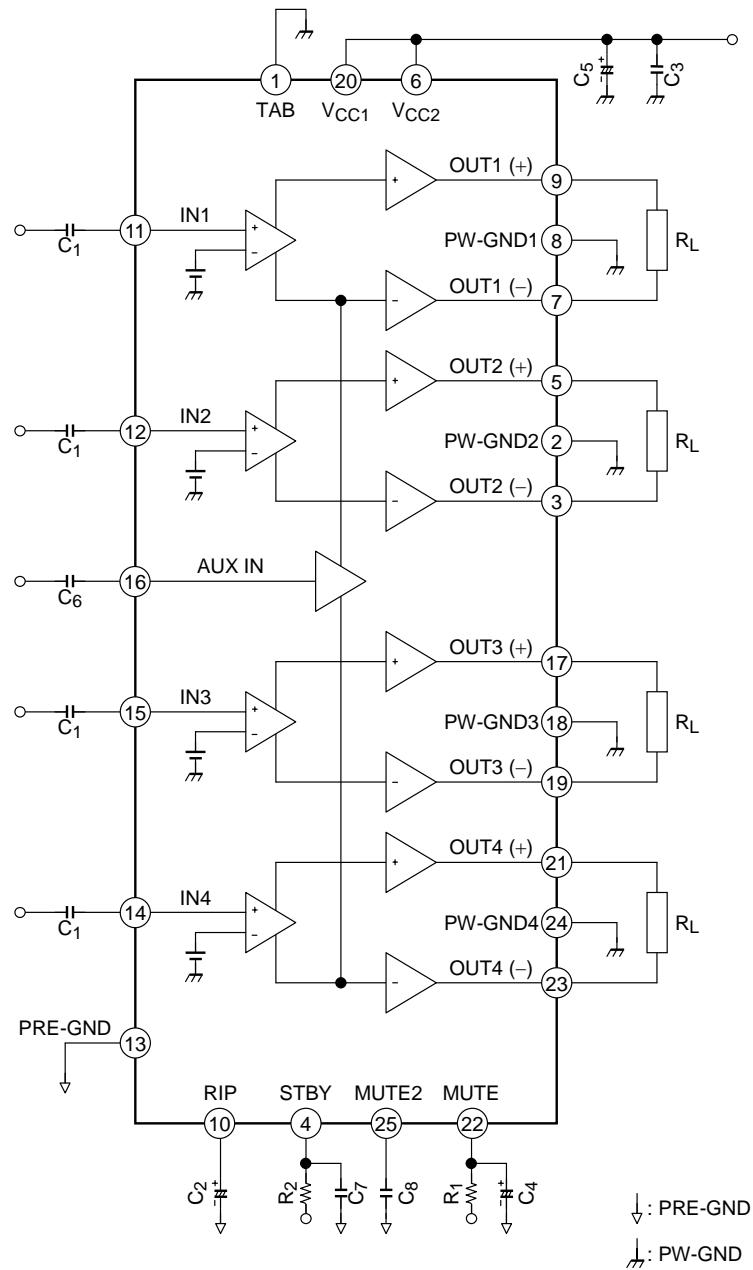 1 20 6
TAB VCC1 VCC2
+
C5
-
C3
OUT1 (+) 9
+
C1 11 IN1 + -
PW-GND1 8 RL
OUT1 (−) 7
-
OUT2 (+) 5
+
C1 12 IN2 + -
PW-GND2 2 RL
OUT2 (−) 3
-
C6 16 AUX IN
OUT3 (+) 17
+
C1 15 IN3 + -
PW-GND3 18 RL
OUT3 (−) 19
-
OUT4 (+) 21
+
C1 14 IN4 + -
PW-GND4 24 RL
OUT4 (−) 23
-
PRE-GND
13
RIP STBY MUTE2 MUTE
10 4 25 22
C2 - + R2 C7 C8 R1 - + C4
: PRE-GND
: PW-GND